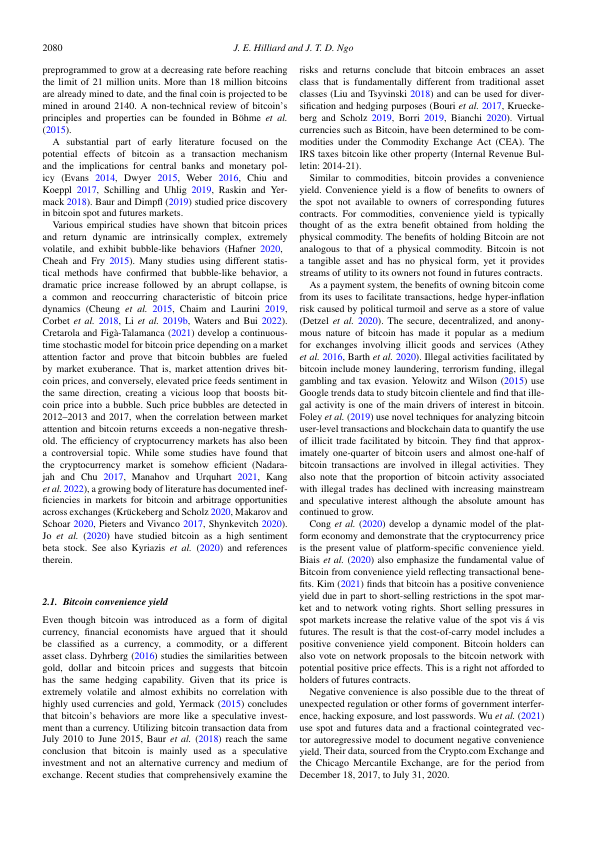 2080
J. E. Hilliard and J. T. D. Ngo
preprogrammed to grow at a decreasing rate before reaching
the limit of 21 million units. More than 18 million bitcoins
are already mined to date, and the final coin is projected to be
mined in around 2140. A non-technical review of bitcoin's
principles and properties can be founded in Böhme et al.
(2015).
A substantial part of early literature focused on the
potential effects of bitcoin as a transaction mechanism
and the implications for central banks and monetary pol-
icy (Evans 2014, Dwyer 2015, Weber 2016, Chiu and
Koeppl 2017, Schilling and Uhlig 2019, Raskin and Yer-
mack 2018). Baur and Dimpfl (2019) studied price discovery
in bitcoin spot and futures markets.
Various empirical studies have shown that bitcoin prices
and return dynamic are intrinsically complex, extremely
volatile, and exhibit bubble-like behaviors (Hafner 2020,
Cheah and Fry 2015). Many studies using different statis-
tical methods have confirmed that bubble-like behavior, a
dramatic price increase followed by an abrupt collapse, is
a common and reoccurring characteristic of bitcoin price
dynamics (Cheung et al. 2015, Chaim and Laurini 2019,
Corbet et al. 2018, Li et al. 2019b, Waters and Bui 2022).
Cretarola and Figà-Talamanca (2021) develop a continuous-
time stochastic model for bitcoin price depending on a market
attention factor and prove that bitcoin bubbles are fueled
by market exuberance. That is, market attention drives bit-
coin prices, and conversely, elevated price feeds sentiment in
the same direction, creating a vicious loop that boosts bit-
coin price into a bubble. Such price bubbles are detected in
2012–2013 and 2017, when the correlation between market
attention and bitcoin returns exceeds a non-negative thresh-
old. The efficiency of cryptocurrency markets has also been
a controversial topic. While some studies have found that
the cryptocurrency market is somehow efficient (Nadara-
jah and Chu 2017, Manahov and Urquhart 2021, Kang
et al. 2022), a growing body of literature has documented inef-
ficiencies in markets for bitcoin and arbitrage opportunities
across exchanges (Krückeberg and Scholz 2020, Makarov and
Schoar 2020, Pieters and Vivanco 2017, Shynkevitch 2020).
Jo et al. (2020) have studied bitcoin as a high sentiment
beta stock. See also Kyriazis et al. (2020) and references
therein.
2.1. Bitcoin convenience yield
Even though bitcoin was introduced as a form of digital
currency, financial economists have argued that it should
be classified as a currency, a commodity, or a different
asset class. Dyhrberg (2016) studies the similarities between
gold, dollar and bitcoin prices and suggests that bitcoin
has the same hedging capability. Given that its price is
extremely volatile and almost exhibits no correlation with
highly used currencies and gold, Yermack (2015) concludes
that bitcoin's behaviors are more like a speculative invest-
ment than a currency. Utilizing bitcoin transaction data from
July 2010 to June 2015, Baur et al. (2018) reach the same
conclusion that bitcoin is mainly used as a speculative
investment and not an alternative currency and medium of
exchange. Recent studies that comprehensively examine the
risks and returns conclude that bitcoin embraces an asset
class that is fundamentally different from traditional asset
classes (Liu and Tsyvinski 2018) and can be used for diver-
sification and hedging purposes (Bouri et al. 2017, Kruecke-
berg and Scholz 2019, Borri 2019, Bianchi 2020). Virtual
currencies such as Bitcoin, have been determined to be com-
modities under the Commodity Exchange Act (CEA). The
IRS taxes bitcoin like other property (Internal Revenue Bul-
letin: 2014-21).
Similar to commodities, bitcoin provides a convenience
yield. Convenience yield is a flow of benefits to owners of
the spot not available to owners of corresponding futures
contracts. For commodities, convenience yield is typically
thought of as the extra benefit obtained from holding the
physical commodity. The benefits of holding Bitcoin are not
analogous to that of a physical commodity. Bitcoin is not
a tangible asset and has no physical form, yet it provides
streams of utility to its owners not found in futures contracts.
As a payment system, the benefits of owning bitcoin come
from its uses to facilitate transactions, hedge hyper-inflation
risk caused by political turmoil and serve as a store of value
(Detzel et al. 2020). The secure, decentralized, and anony-
mous nature of bitcoin has made it popular as a medium
for exchanges involving illicit goods and services (Athey
et al. 2016, Barth et al. 2020). Illegal activities facilitated by
bitcoin include money laundering, terrorism funding, illegal
gambling and tax evasion. Yelowitz and Wilson (2015) use
Google trends data to study bitcoin clientele and find that ille-
gal activity is one of the main drivers of interest in bitcoin.
Foley et al. (2019) use novel techniques for analyzing bitcoin
user-level transactions and blockchain data to quantify the use
of illicit trade facilitated by bitcoin. They find that approx-
imately one-quarter of bitcoin users and almost one-half of
bitcoin transactions are involved in illegal activities. They
also note that the proportion of bitcoin activity associated
with illegal trades has declined with increasing mainstream
and speculative interest although the absolute amount has
continued to grow.
Cong et al. (2020) develop a dynamic model of the plat-
form economy and demonstrate that the cryptocurrency price
is the present value of platform-specific convenience yield.
Biais et al. (2020) also emphasize the fundamental value of
Bitcoin from convenience yield reflecting transactional bene-
fits. Kim (2021) finds that bitcoin has a positive convenience
yield due in part to short-selling restrictions in the spot mar-
ket and to network voting rights. Short selling pressures in
spot markets increase the relative value of the spot vis á vis
futures. The result is that the cost-of-carry model includes a
positive convenience yield component. Bitcoin holders can
also vote on network proposals to the bitcoin network with
potential positive price effects. This is a right not afforded to
holders of futures contracts.
Negative convenience is also possible due to the threat of
unexpected regulation or other forms of government interfer-
ence, hacking exposure, and lost passwords. Wu et al. (2021)
use spot and futures data and a fractional cointegrated vec-
tor autoregressive model to document negative convenience
yield. Their data, sourced from the Crypto.com Exchange and
the Chicago Mercantile Exchange, are for the period from
December 18, 2017, to July 31, 2020.